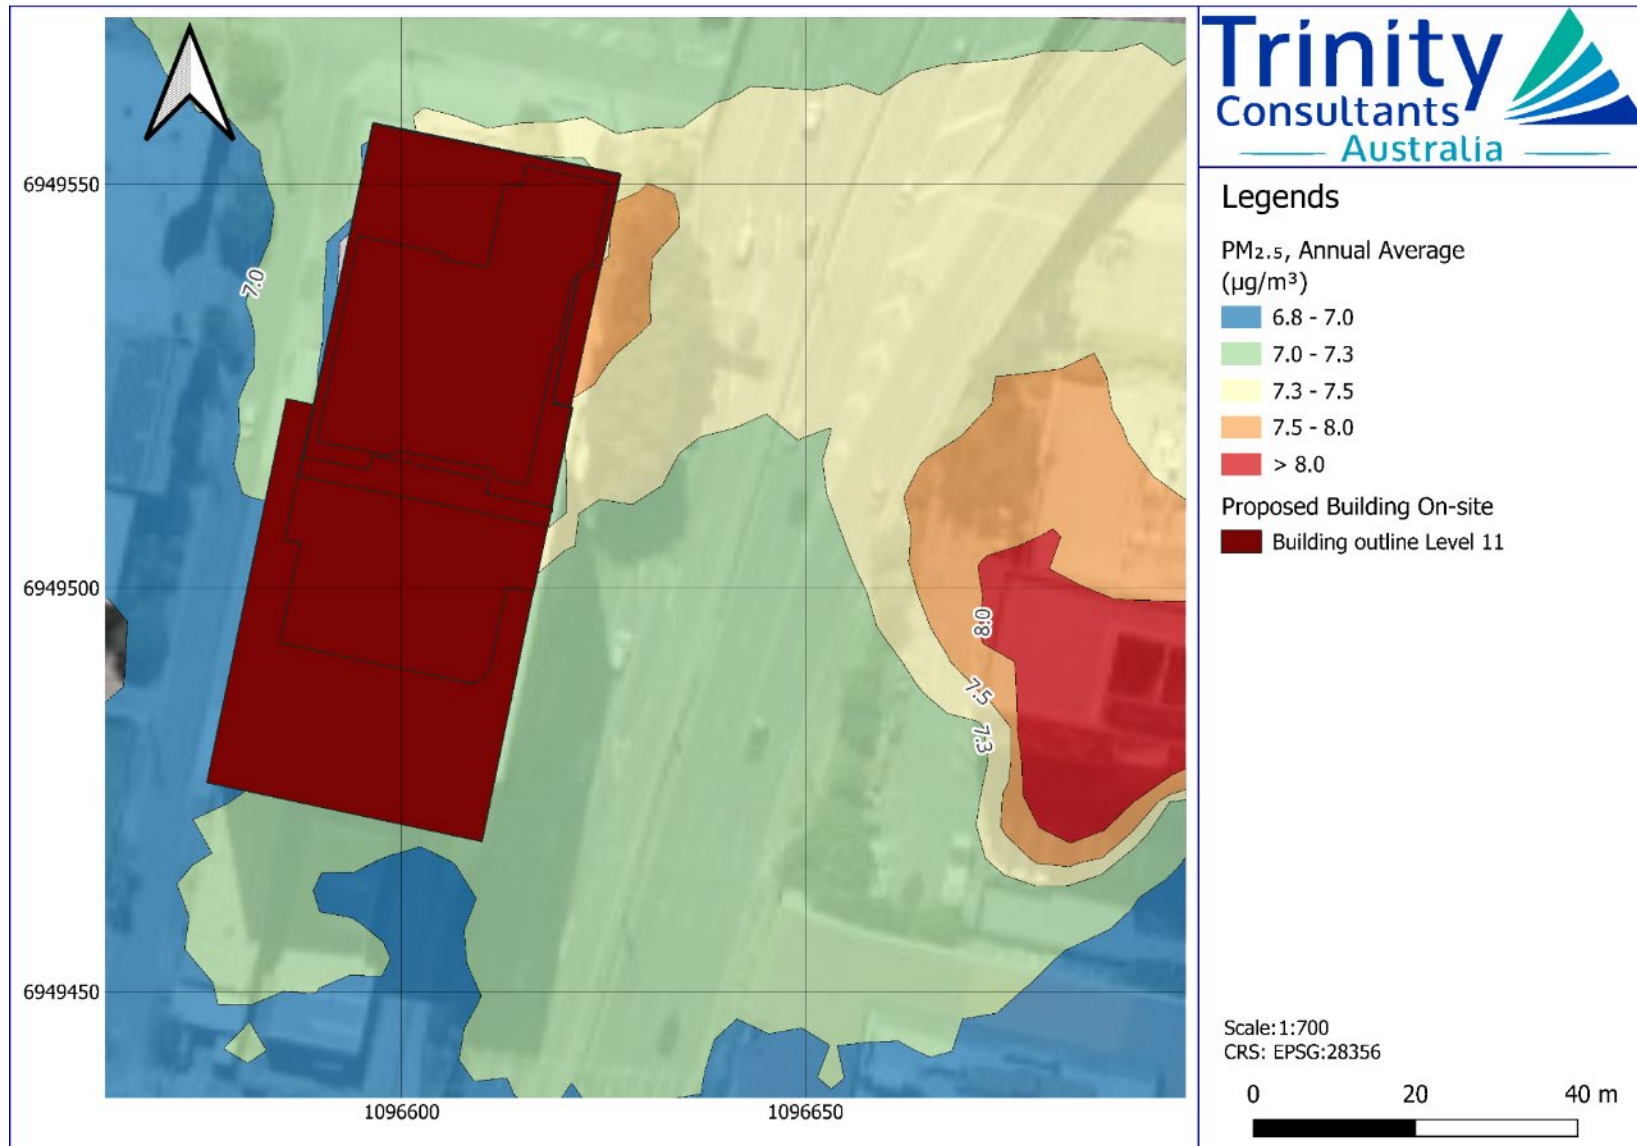 Trinity
Consultants
Australia
Legends
PM₂.₅, Annual Average
(µg/m³)
6.8 - 7.0
7.0 - 7.3
7.3 - 7.5
7.5 - 8.0
> 8.0
Proposed Building On-site
Building outline Level 11
6949550
7.0
6949500
8.0
7.5
7.3
6949450
1096600
1096650
Scale:1:700
CRS: EPSG:28356
0 20 40 m